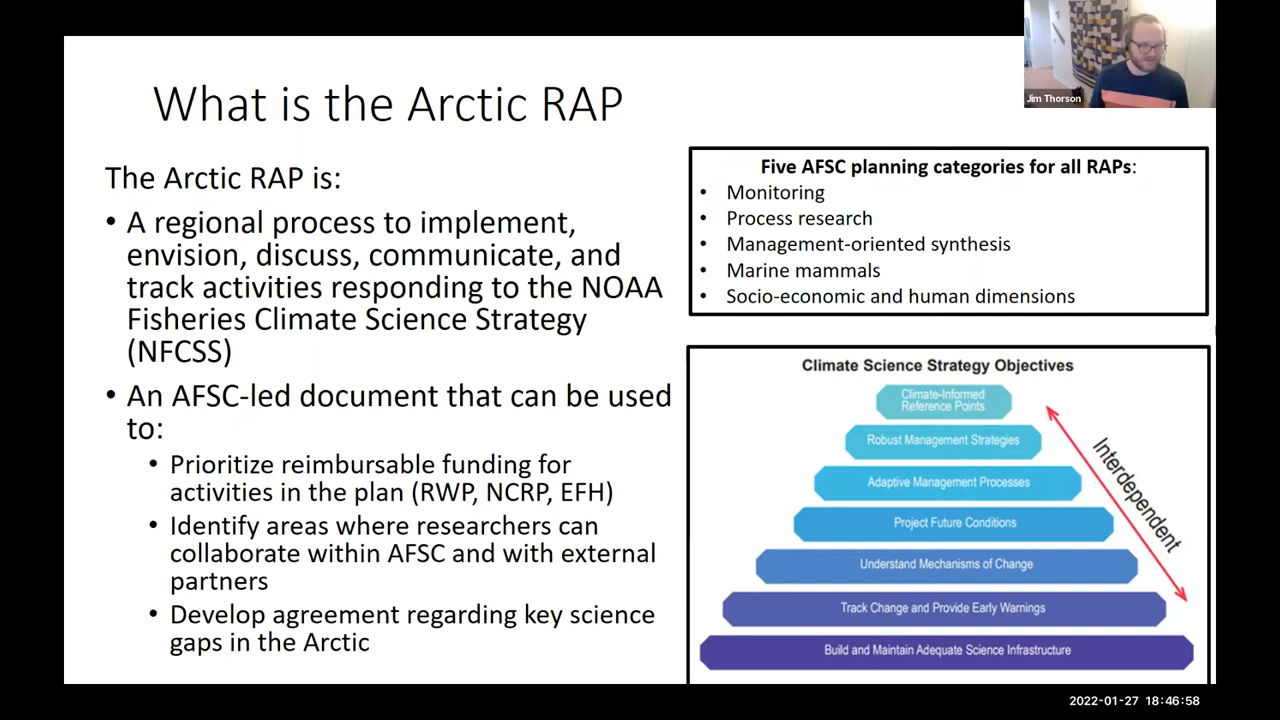 What is the Arctic RAP
Jim Thorson
The Arctic RAP is:
• A regional process to implement,
envision, discuss, communicate, and
track activities responding to the NOAA
Fisheries Climate Science Strategy
(NFCSS)
• An AFSC-led document that can be used
to:
• Prioritize reimbursable funding for
activities in the plan (RWP, NCRP, EFH)
• Identify areas where researchers can
collaborate within AFSC and with external
partners
• Develop agreement regarding key science
gaps in the Arctic
Five AFSC planning categories for all RAPs:
• Monitoring
• Process research
• Management-oriented synthesis
• Marine mammals
• Socio-economic and human dimensions
Climate Science Strategy Objectives
Climate-Informed
Reference Points
Robust Management Strategies
Adaptive Management Processes
Project Future Conditions
Understand Mechanisms of Change
Track Change and Provide Early Warnings
Build and Maintain Adequate Science Infrastructure
Interdependent
2022-01-27 18:46:58